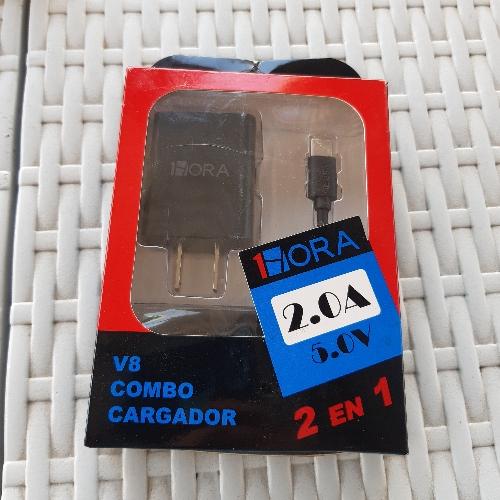 1HORA
1HORA
2.0A
5.0V
V8
COMBO
CARGADOR
2 EN 1